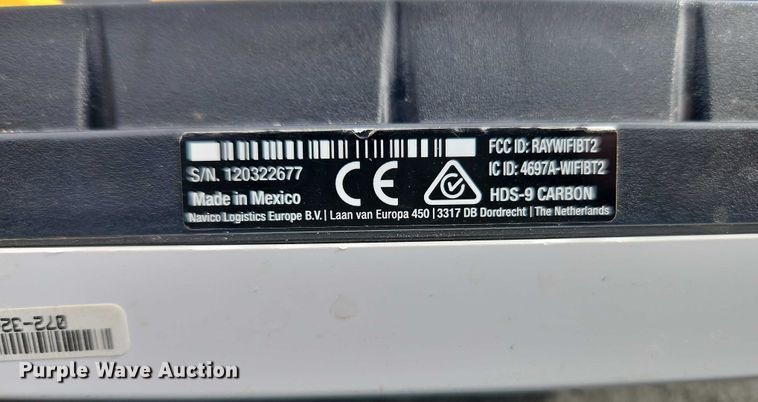 FCC ID: RAYWIFIBT2
S/N. 120322677
IC ID: 4697A-WIFIBT2
CE
Made in Mexico
HDS-9 CARBON
Navico Logistics Europe B.V. | Laan van Europa 450 | 3317 DB Dordrecht | The Netherlands
072-32
Purple Wave Auction